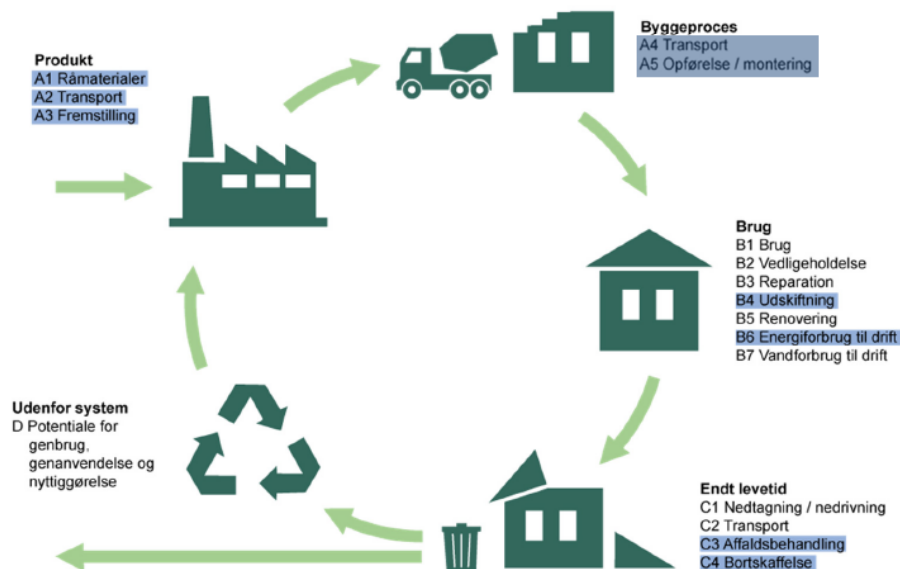 Produkt
A1 Råmaterialer
A2 Transport
A3 Fremstilling
Byggeproces
A4 Transport
A5 Opførelse / montering
Brug
B1 Brug
B2 Vedligeholdelse
B3 Reparation
B4 Udskiftning
B5 Renovering
B6 Energiforbrug til drift
B7 Vandforbrug til drift
Udenfor system
D Potentiale for
genbrug,
genanvendelse og
nyttiggørelse
Endt levetid
C1 Nedtagning / nedrivning
C2 Transport
C3 Affaldsbehandling
C4 Bortskaffelse